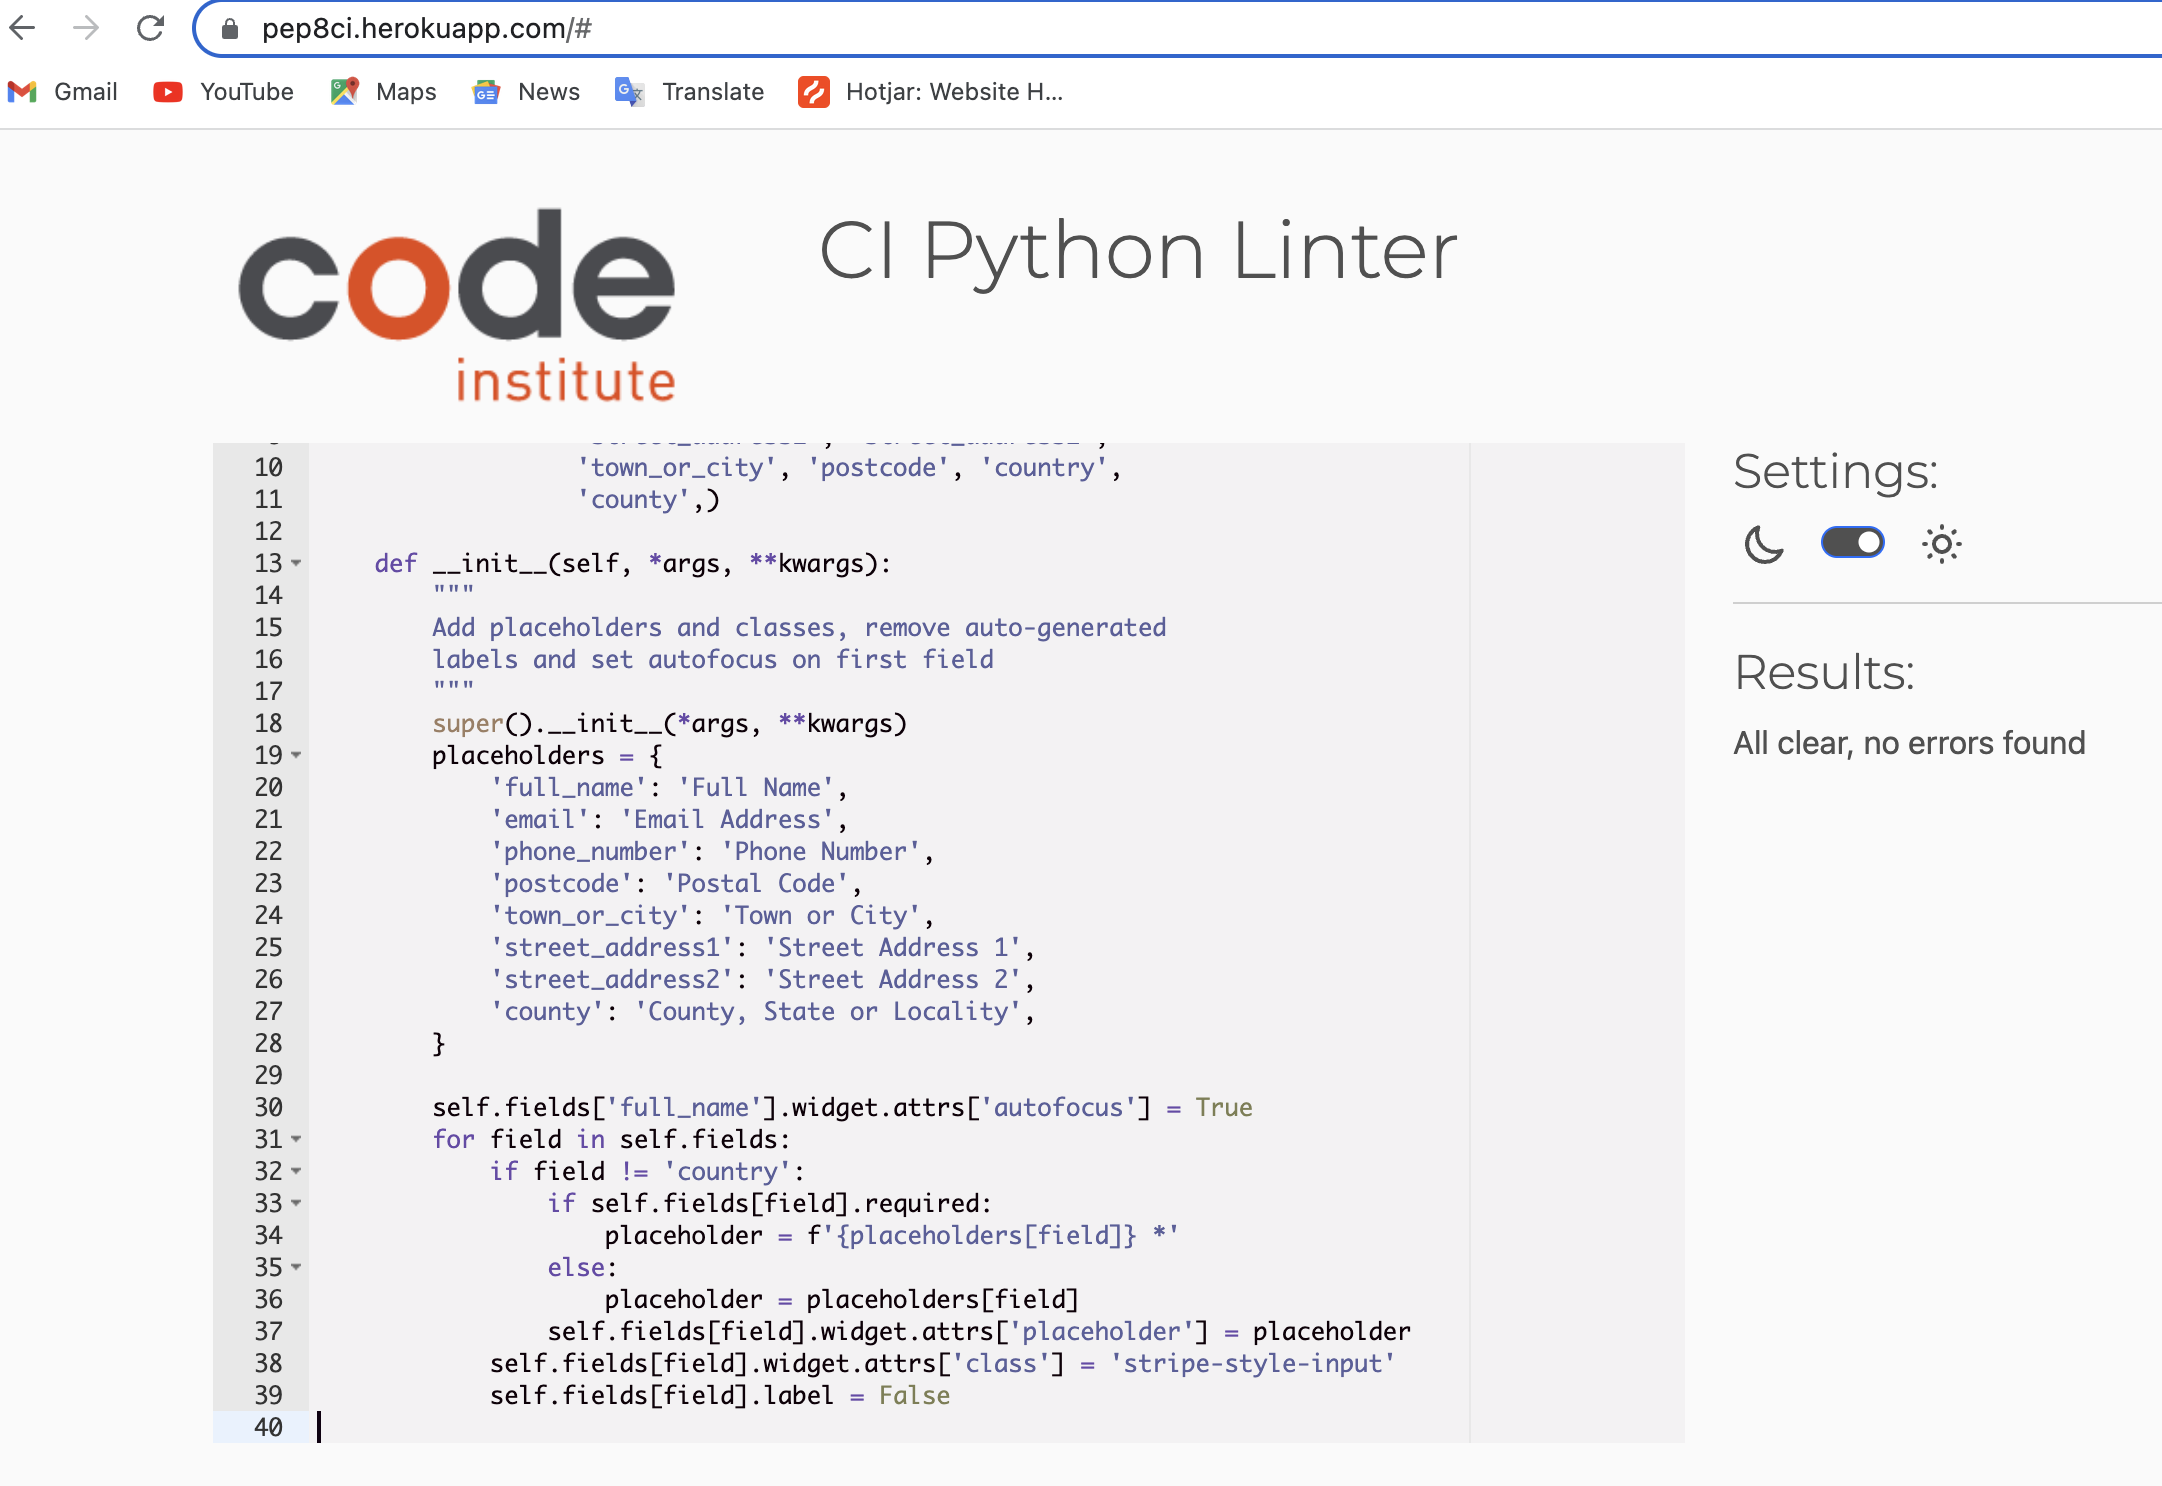 pep8ci.herokuapp.com/#
Gmail YouTube Maps News Translate Hotjar: Website H...
code
institute
CI Python Linter
10 'town_or_city', 'postcode', 'country',
11 'county',)
12
13 def __init__(self, *args, **kwargs):
14 """
15 Add placeholders and classes, remove auto-generated
16 labels and set autofocus on first field
17 """
18 super().__init__(*args, **kwargs)
19 placeholders = {
20 'full_name': 'Full Name',
21 'email': 'Email Address',
22 'phone_number': 'Phone Number',
23 'postcode': 'Postal Code',
24 'town_or_city': 'Town or City',
25 'street_address1': 'Street Address 1',
26 'street_address2': 'Street Address 2',
27 'county': 'County, State or Locality',
28 }
29
30 self.fields['full_name'].widget.attrs['autofocus'] = True
31 for field in self.fields:
32 if field != 'country':
33 if self.fields[field].required:
34 placeholder = f'{placeholders[field]} *'
35 else:
36 placeholder = placeholders[field]
37 self.fields[field].widget.attrs['placeholder'] = placeholder
38 self.fields[field].widget.attrs['class'] = 'stripe-style-input'
39 self.fields[field].label = False
40
Settings:
Results:
All clear, no errors found